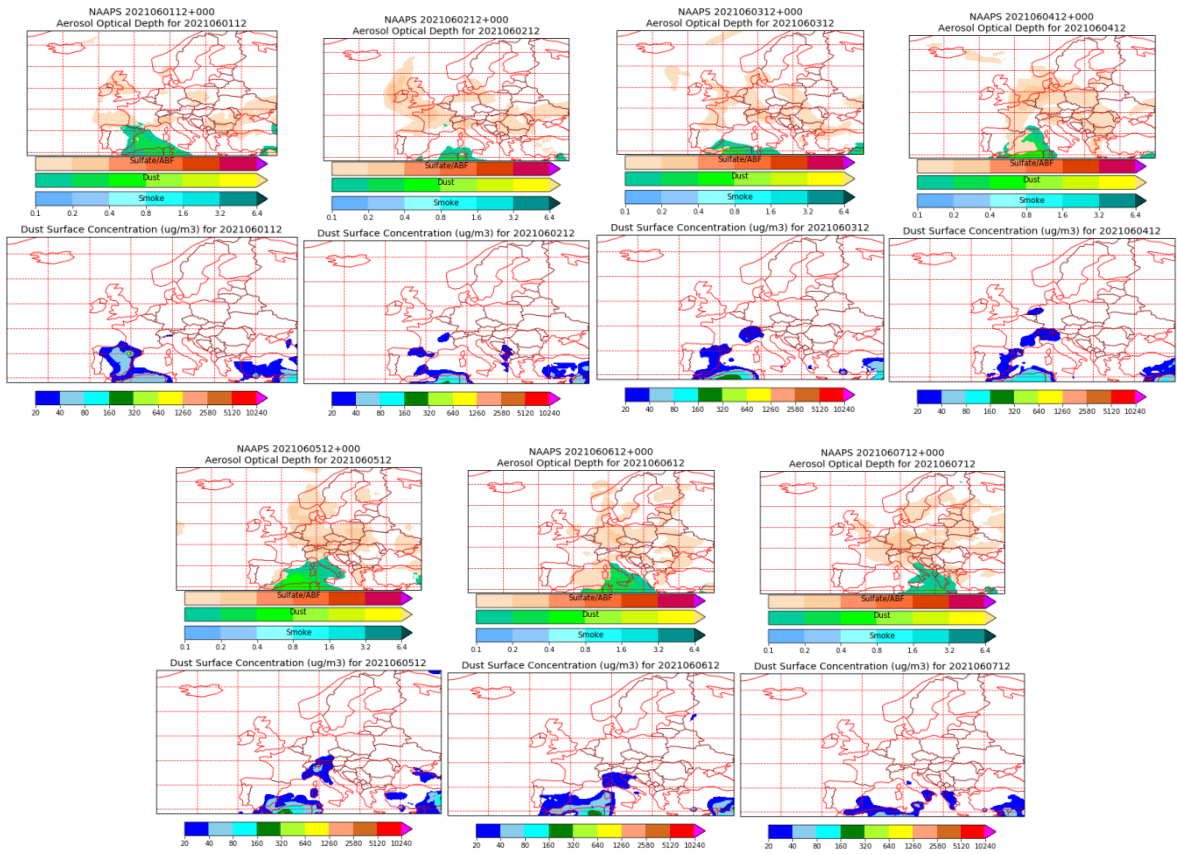 NAAPS 2021060112+000
Aerosol Optical Depth for 2021060112
Sulfate/ABF
Dust
Smoke
0.1 0.2 0.4 0.8 1.6 3.2 6.4
Dust Surface Concentration (ug/m3) for 2021060112
20 40 80 160 320 640 1260 2580 5120 10240
NAAPS 2021060212+000
Aerosol Optical Depth for 2021060212
Sulfate/ABF
Dust
Smoke
0.1 0.2 0.4 0.8 1.6 3.2 6.4
Dust Surface Concentration (ug/m3) for 2021060212
20 40 80 160 320 640 1260 2580 5120 10240
NAAPS 2021060312+000
Aerosol Optical Depth for 2021060312
Sulfate/ABF
Dust
Smoke
0.1 0.2 0.4 0.8 1.6 3.2 6.4
Dust Surface Concentration (ug/m3) for 2021060312
20 40 80 160 320 640 1260 2580 5120 10240
NAAPS 2021060412+000
Aerosol Optical Depth for 2021060412
Sulfate/ABF
Dust
Smoke
0.1 0.2 0.4 0.8 1.6 3.2 6.4
Dust Surface Concentration (ug/m3) for 2021060412
20 40 80 160 320 640 1260 2580 5120 10240
NAAPS 2021060512+000
Aerosol Optical Depth for 2021060512
Sulfate/ABF
Dust
Smoke
0.1 0.2 0.4 0.8 1.6 3.2 6.4
Dust Surface Concentration (ug/m3) for 2021060512
20 40 80 160 320 640 1260 2580 5120 10240
NAAPS 2021060612+000
Aerosol Optical Depth for 2021060612
Sulfate/ABF
Dust
Smoke
0.1 0.2 0.4 0.8 1.6 3.2 6.4
Dust Surface Concentration (ug/m3) for 2021060612
20 40 80 160 320 640 1260 2580 5120 10240
NAAPS 2021060712+000
Aerosol Optical Depth for 2021060712
Sulfate/ABF
Dust
Smoke
0.1 0.2 0.4 0.8 1.6 3.2 6.4
Dust Surface Concentration (ug/m3) for 2021060712
20 40 80 160 320 640 1260 2580 5120 10240